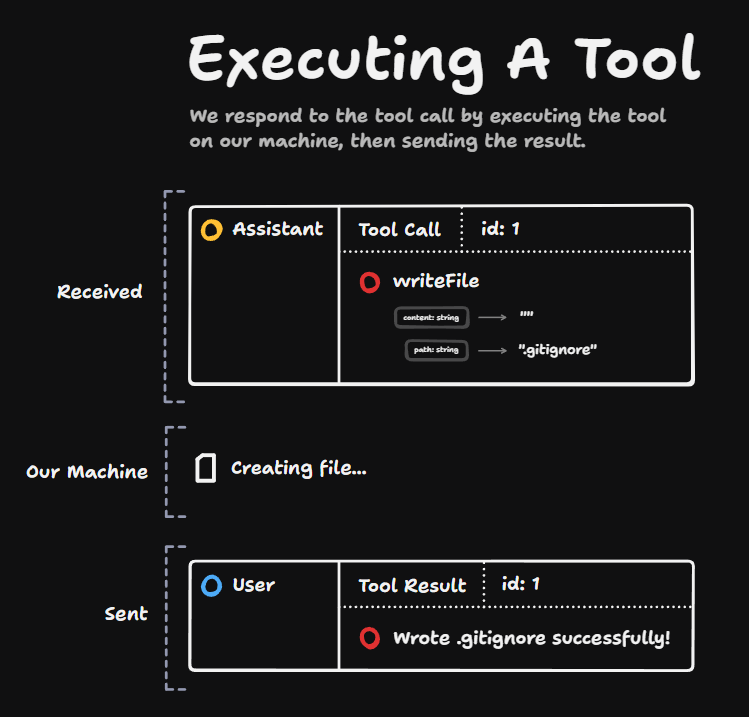 Executing A Tool
We respond to the tool call by executing the tool
on our machine, then sending the result.
Received
Assistant
Tool Call
id: 1
writeFile
content: string
""
path: string
".gitignore"
Our Machine
Creating file...
Sent
User
Tool Result
id: 1
Wrote .gitignore successfully!